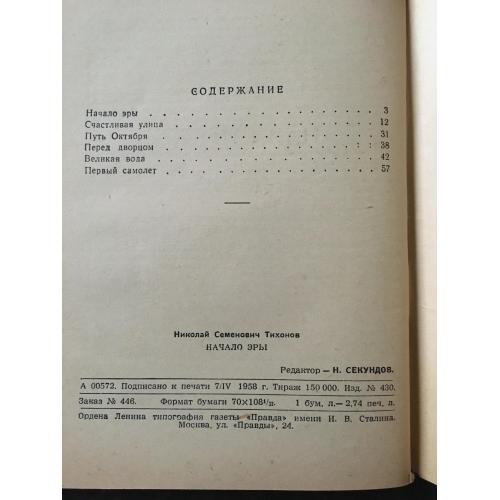 СОДЕРЖАНИЕ
Начало эры . . . . . . . . . . . . . . . . 3
Счастливая улица . . . . . . . . . . . . . . 12
Путь Октября . . . . . . . . . . . . . . . 31
Перед дворцом . . . . . . . . . . . . . . . 38
Великая вода . . . . . . . . . . . . . . . 42
Первый самолет . . . . . . . . . . . . . . 57
Николай Семенович Тихонов
НАЧАЛО ЭРЫ
Редактор — Н. СЕКУНДОВ.
А 00572. Подписано к печати 7/IV 1958 г. Тираж 150 000. Изд. № 430.
Заказ № 446. Формат бумаги 70×108¹/₈. 1 бум. л.—2,74 печ. л.
Ордена Ленина типография газеты «Правда» имени И. В. Сталина.
Москва, ул. «Правды», 24.